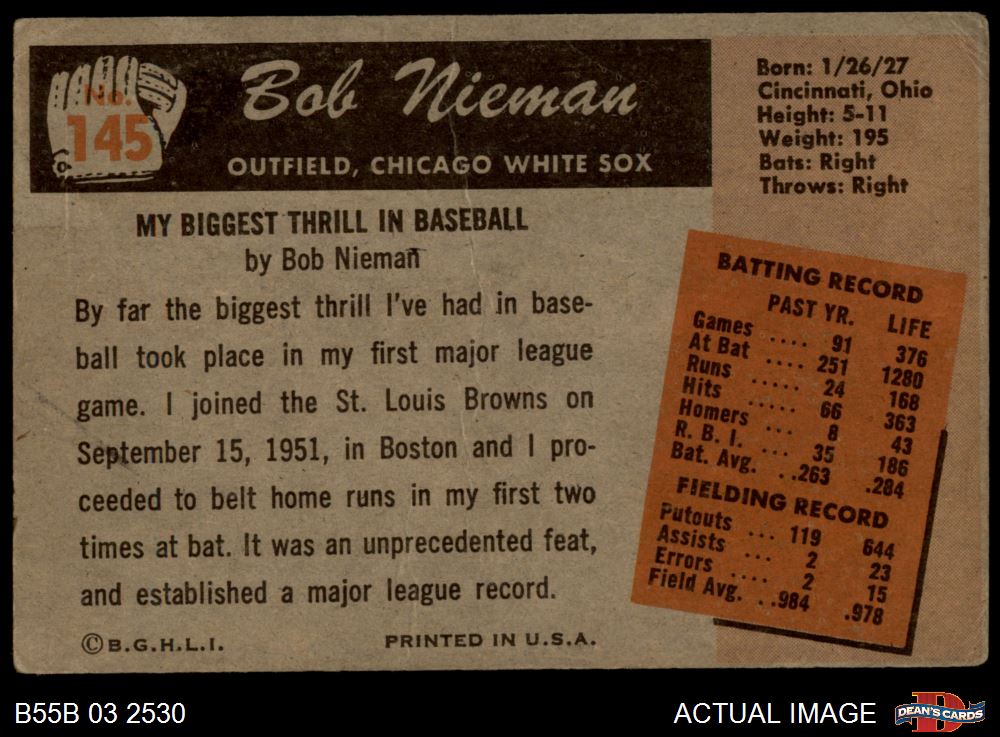 No.
145
Bob Nieman
OUTFIELD, CHICAGO WHITE SOX
Born: 1/26/27
Cincinnati, Ohio
Height: 5-11
Weight: 195
Bats: Right
Throws: Right
MY BIGGEST THRILL IN BASEBALL
by Bob Nieman
By far the biggest thrill I've had in base-
ball took place in my first major league
game. I joined the St. Louis Browns on
September 15, 1951, in Boston and I pro-
ceeded to belt home runs in my first two
times at bat. It was an unprecedented feat,
and established a major league record.
©B.G.H.L.I. PRINTED IN U.S.A.
BATTING RECORD
PAST YR. LIFE
Games .... 91 376
At Bat .... 251 1280
Runs ..... 24 168
Hits ..... 66 363
Homers ... 8 43
R. B. I. ... 35 186
Bat. Avg. ..263 .284
FIELDING RECORD
Putouts ... 119 644
Assists ... 2 23
Errors .... 2 15
Field Avg. ..984 .978
B55B 03 2530
ACTUAL IMAGE
DEAN'S CARDS